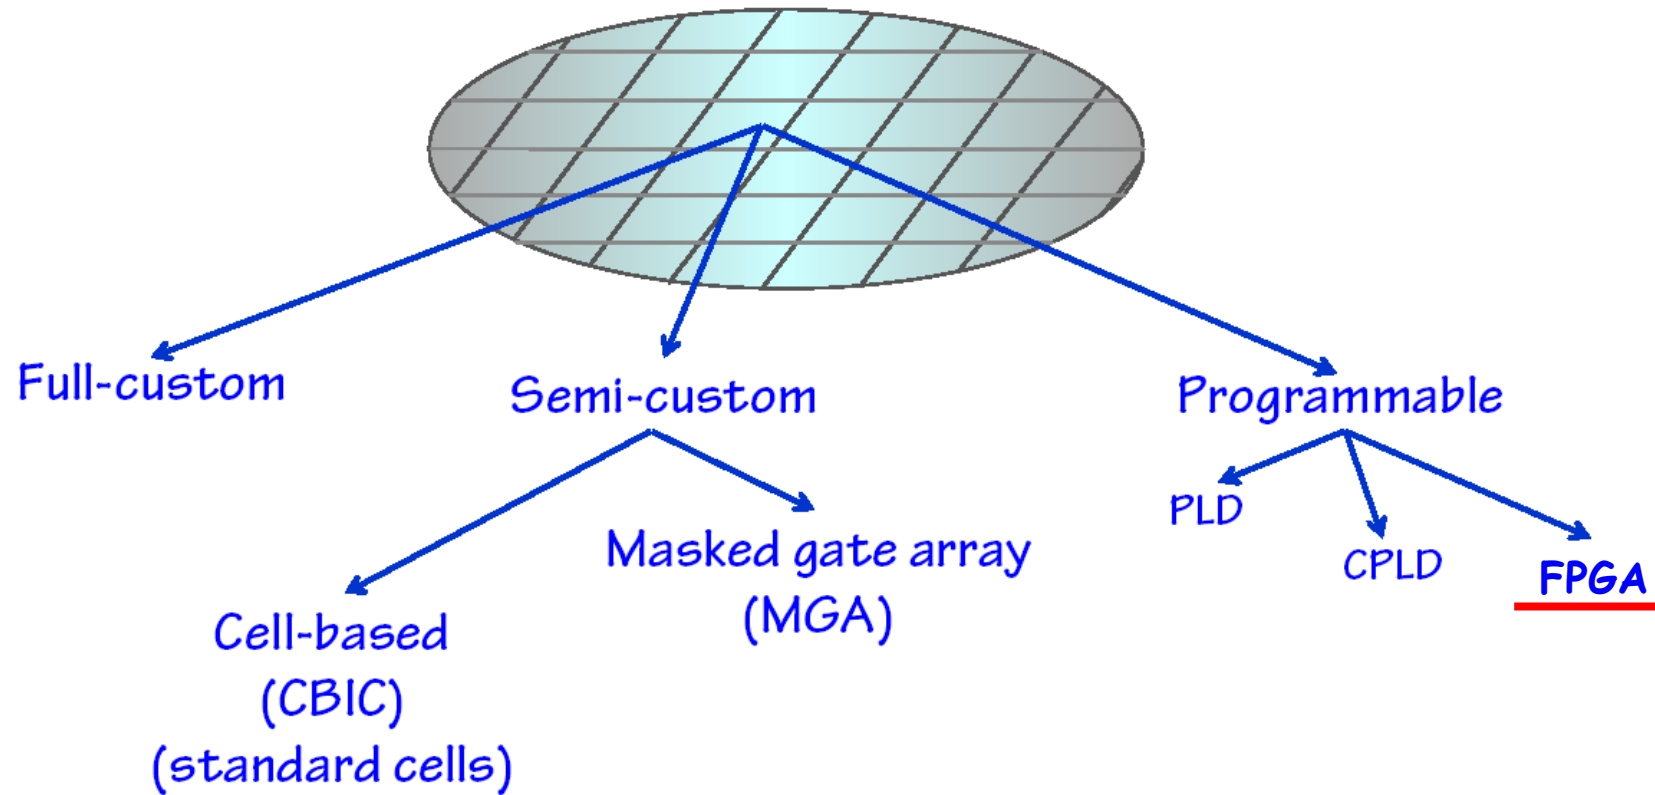 Full-custom
Semi-custom
Programmable
PLD
CPLD
FPGA
Masked gate array
(MGA)
Cell-based
(CBIC)
(standard cells)